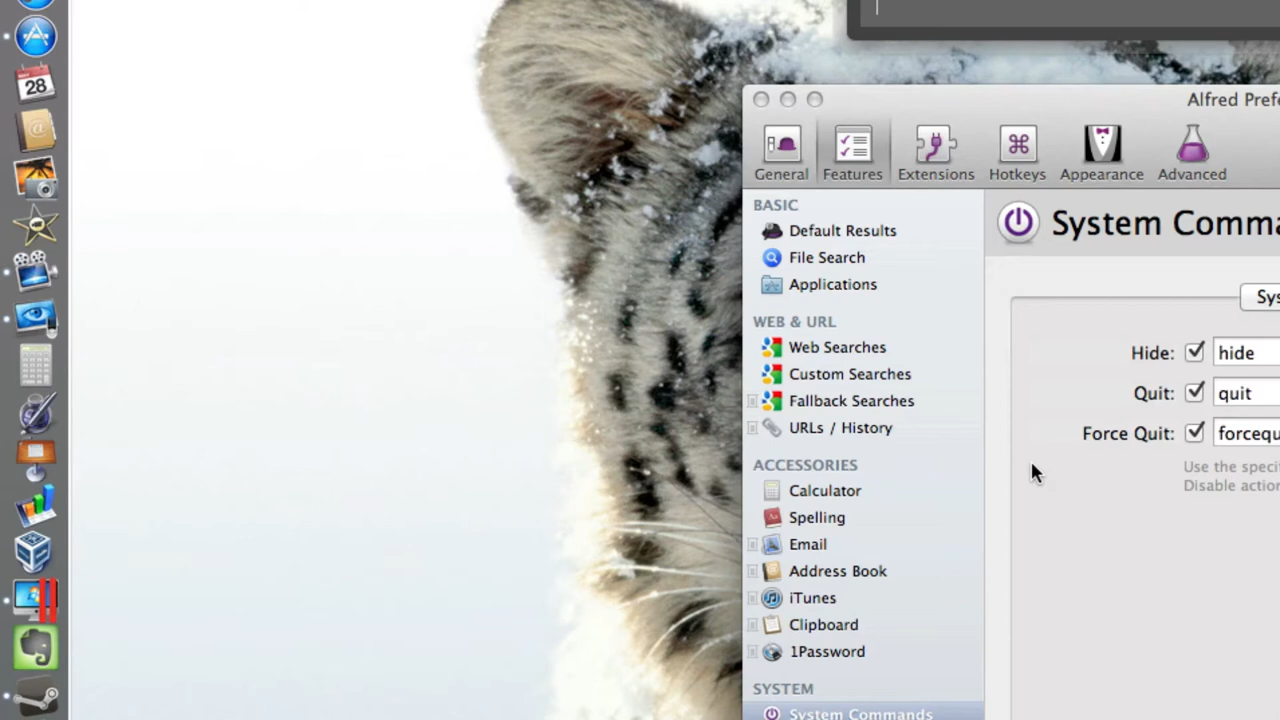 28
Alfred Prefe
General
Features
Extensions
Hotkeys
Appearance
Advanced
BASIC
Default Results
File Search
Applications
WEB & URL
Web Searches
Custom Searches
Fallback Searches
URLs / History
ACCESSORIES
Calculator
Spelling
Email
Address Book
iTunes
Clipboard
1Password
SYSTEM
System Commands
System Comma
Sys
Hide: hide
Quit: quit
Force Quit: forcequ
Use the specif
Disable action